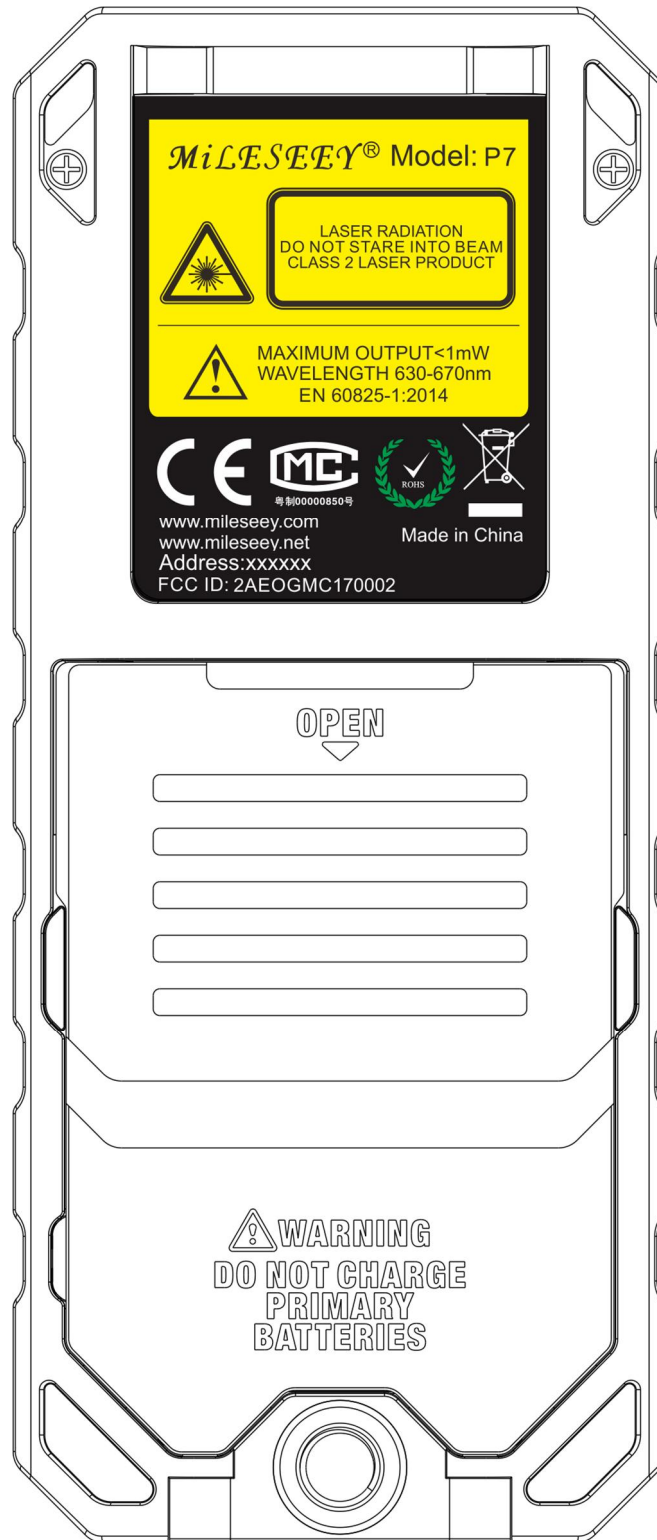 MiLESEEY® Model: P7
LASER RADIATION
DO NOT STARE INTO BEAM
CLASS 2 LASER PRODUCT
MAXIMUM OUTPUT<1mW
WAVELENGTH 630-670nm
EN 60825-1:2014
CE MC ROHS
粤制00000850号
www.mileseey.com
www.mileseey.net
Made in China
Address:xxxxxx
FCC ID: 2AEOGMC170002
OPEN
WARNING
DO NOT CHARGE
PRIMARY
BATTERIES